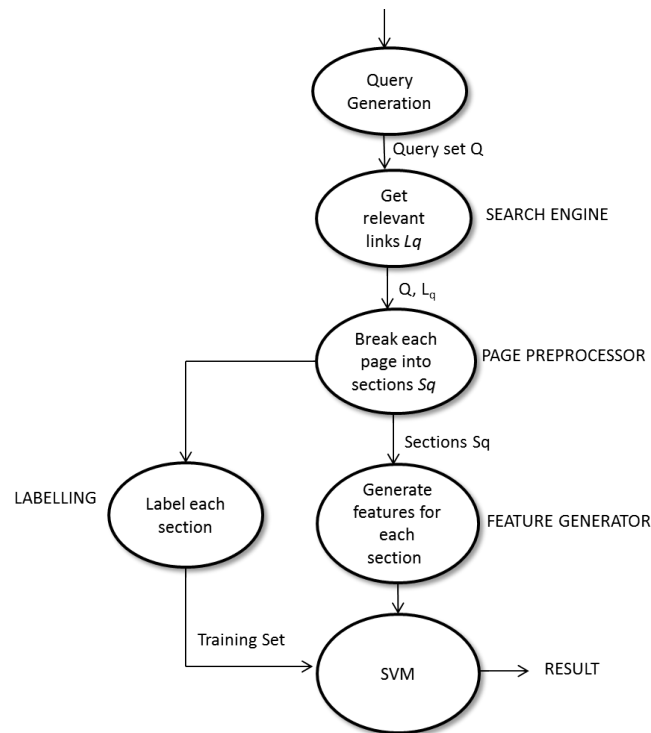 Query
Generation
Query set Q
Get
relevant
links Lq
SEARCH ENGINE
Q, Lq
Break each
page into
sections Sq
PAGE PREPROCESSOR
Sections Sq
LABELLING
Label each
section
Generate
features for
each
section
FEATURE GENERATOR
Training Set
SVM
RESULT